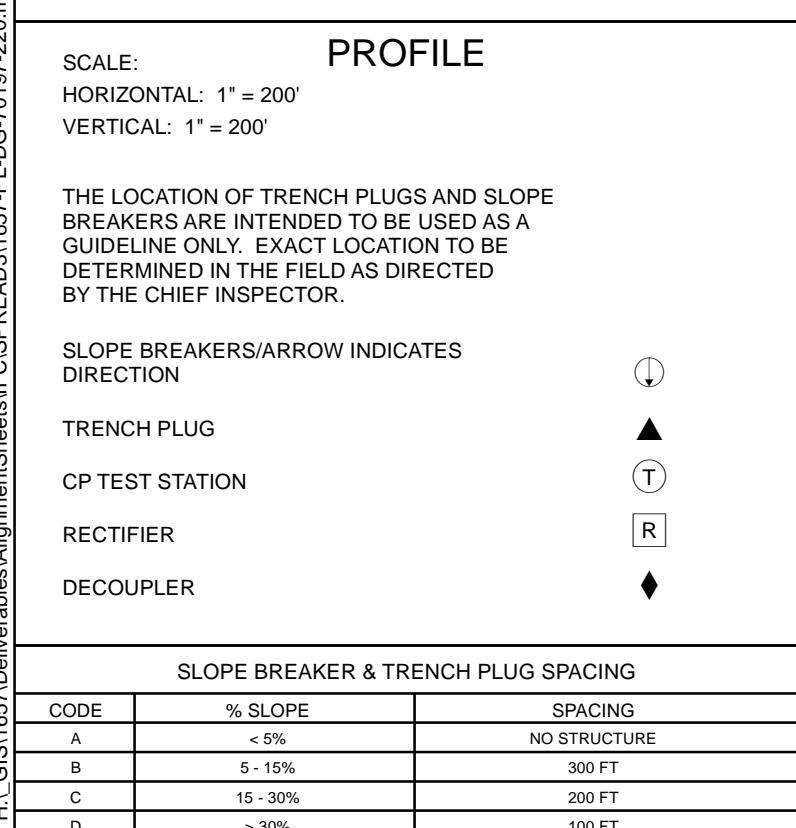 PROFILE
SCALE:
HORIZONTAL: 1" = 200'
VERTICAL: 1" = 200'
THE LOCATION OF TRENCH PLUGS AND SLOPE
BREAKERS ARE INTENDED TO BE USED AS A
GUIDELINE ONLY. EXACT LOCATION TO BE
DETERMINED IN THE FIELD AS DIRECTED
BY THE CHIEF INSPECTOR.
SLOPE BREAKERS/ARROW INDICATES
DIRECTION
TRENCH PLUG
CP TEST STATION T
RECTIFIER R
DECOUPLER
SLOPE BREAKER & TRENCH PLUG SPACING
CODE % SLOPE SPACING
A < 5% NO STRUCTURE
B 5 - 15% 300 FT
C 15 - 30% 200 FT
D > 30% 100 FT